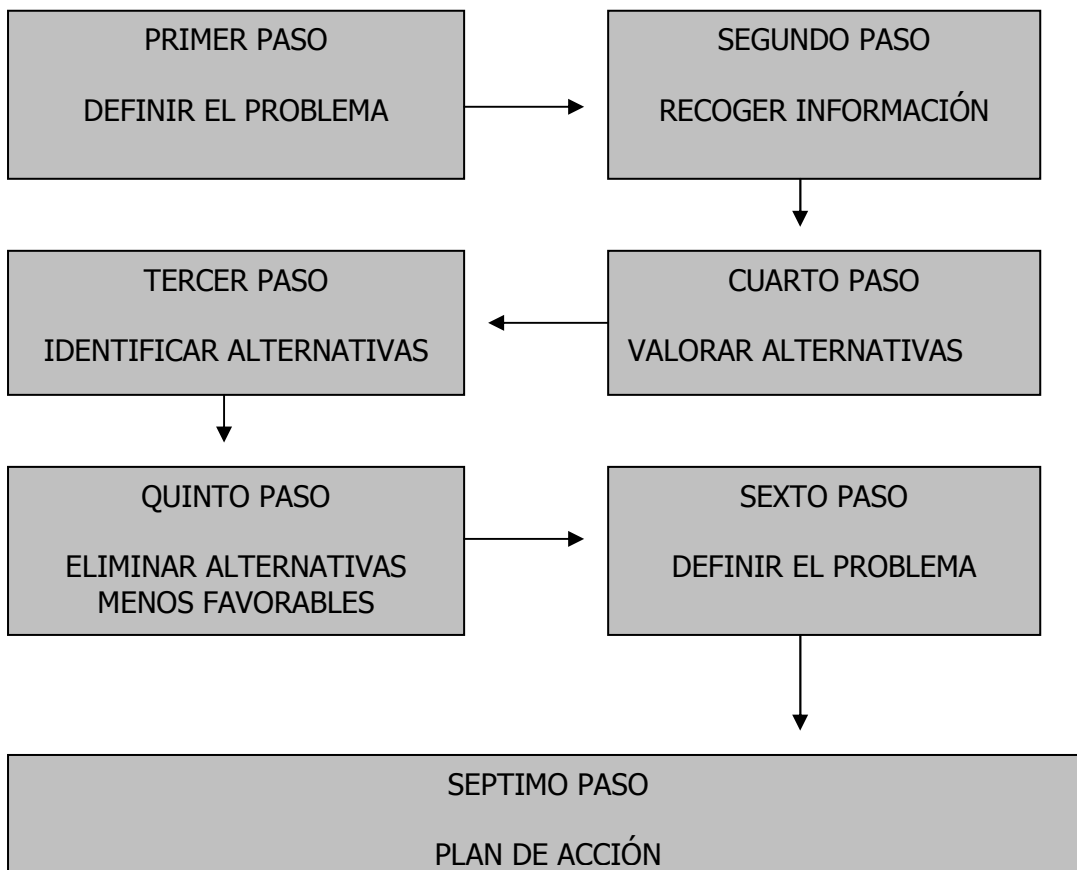 PRIMER PASO
DEFINIR EL PROBLEMA
SEGUNDO PASO
RECOGER INFORMACIÓN
TERCER PASO
IDENTIFICAR ALTERNATIVAS
CUARTO PASO
VALORAR ALTERNATIVAS
QUINTO PASO
ELIMINAR ALTERNATIVAS
MENOS FAVORABLES
SEXTO PASO
DEFINIR EL PROBLEMA
SEPTIMO PASO
PLAN DE ACCIÓN